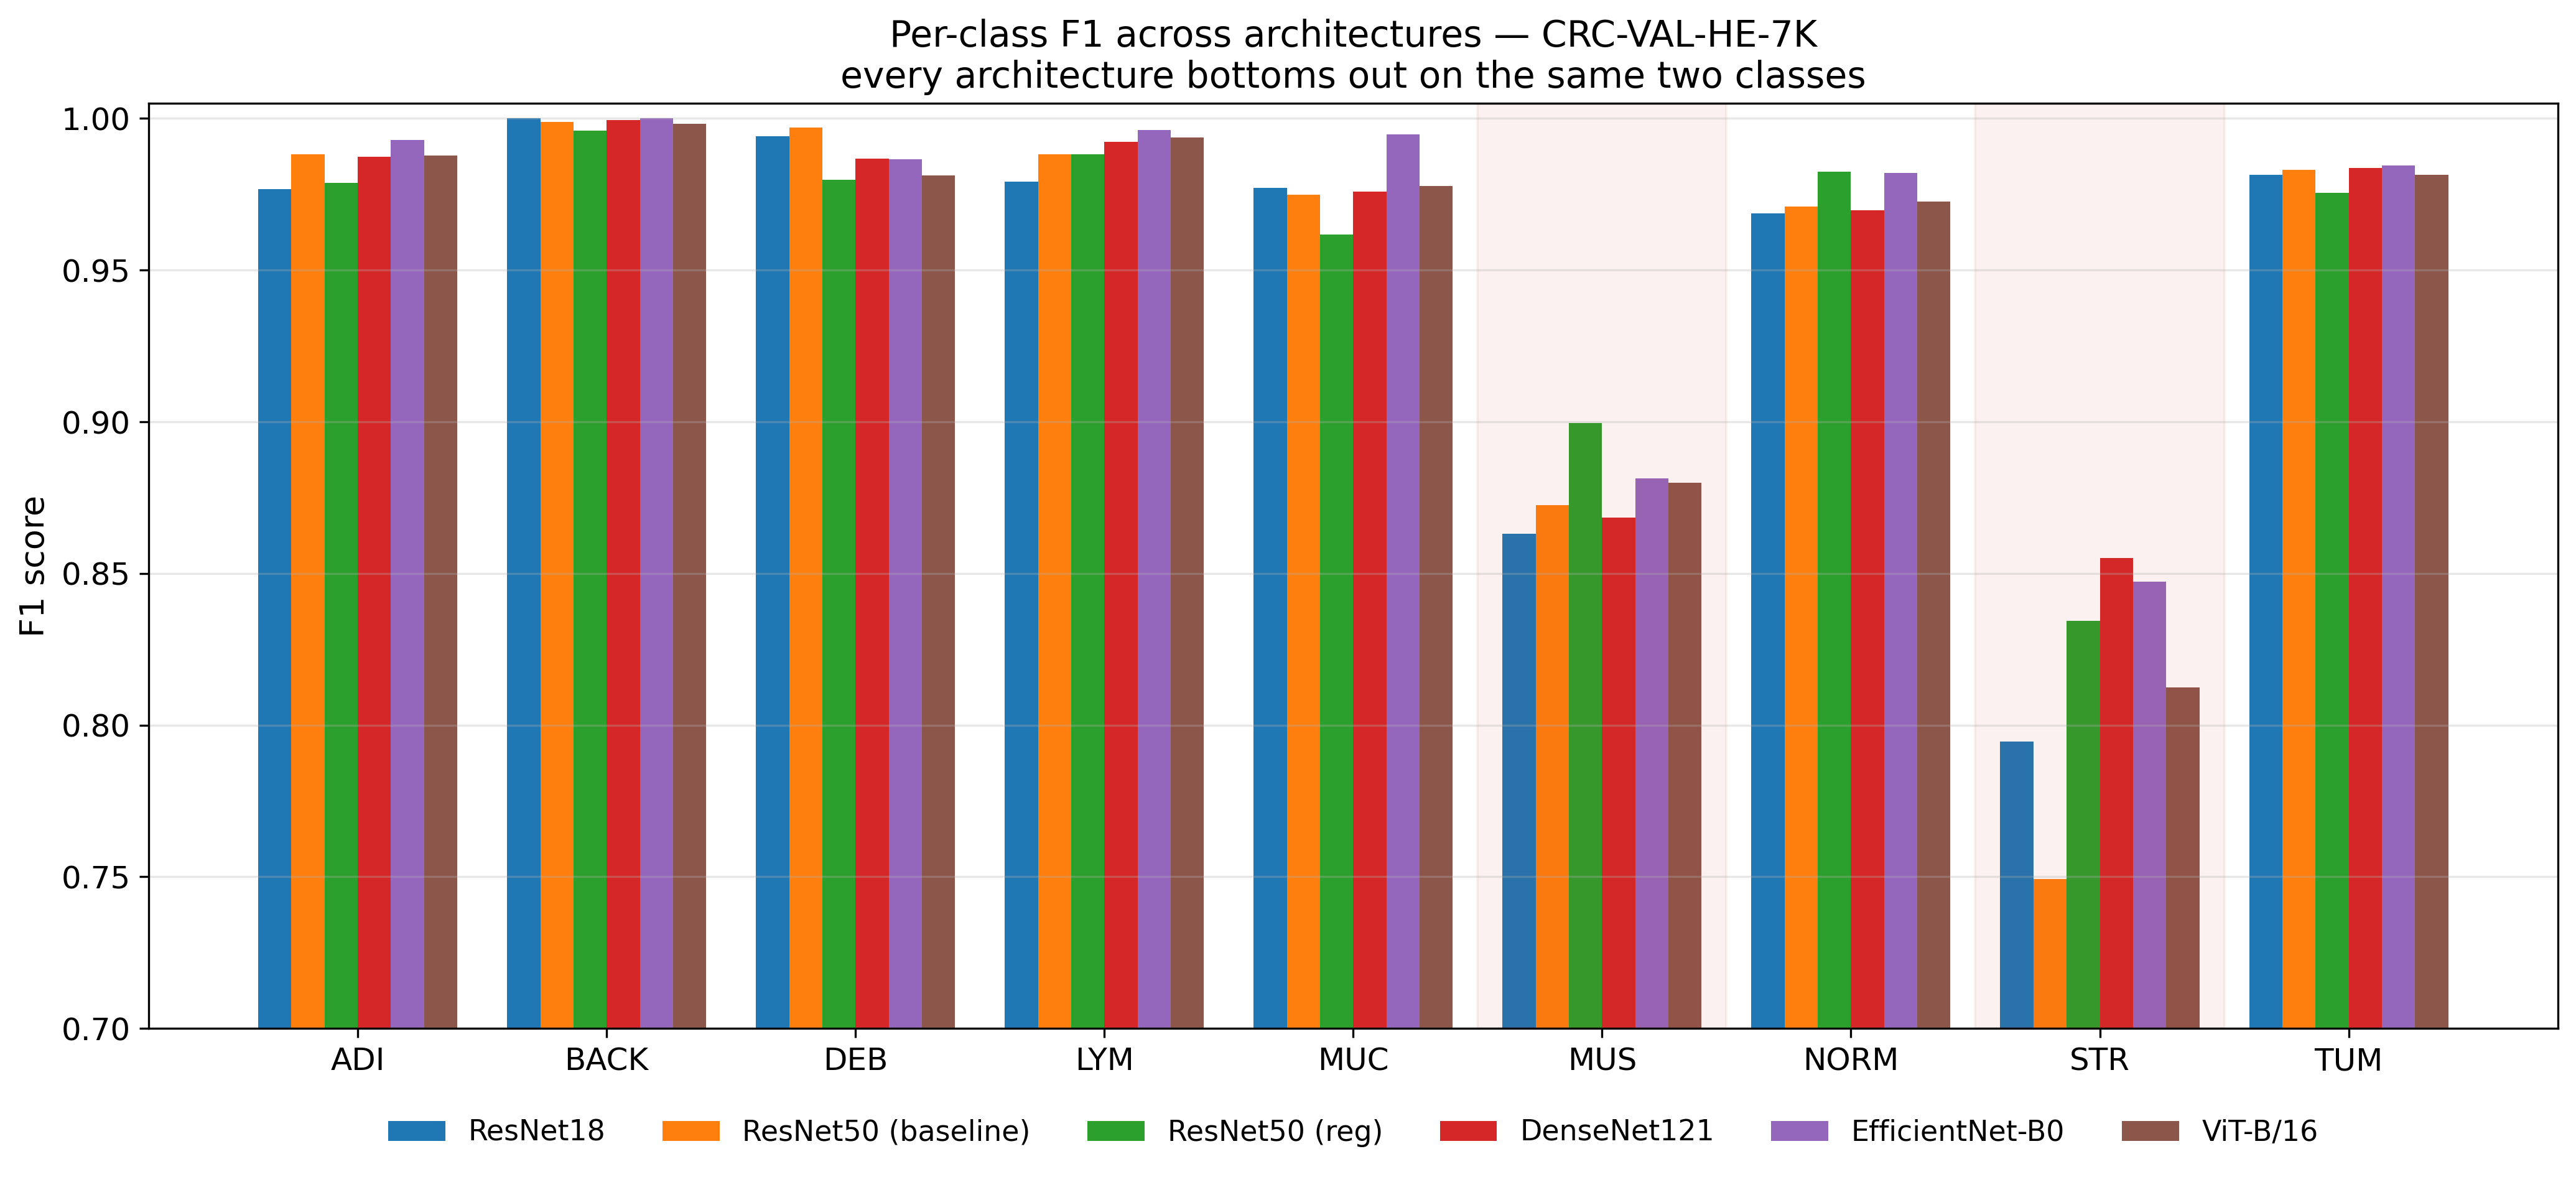 Per-class F1 across architectures — CRC-VAL-HE-7K
every architecture bottoms out on the same two classes
F1 score
1.00
0.95
0.90
0.85
0.80
0.75
0.70
ADI BACK DEB LYM MUC MUS NORM STR TUM
ResNet18 ResNet50 (baseline) ResNet50 (reg) DenseNet121 EfficientNet-B0 ViT-B/16